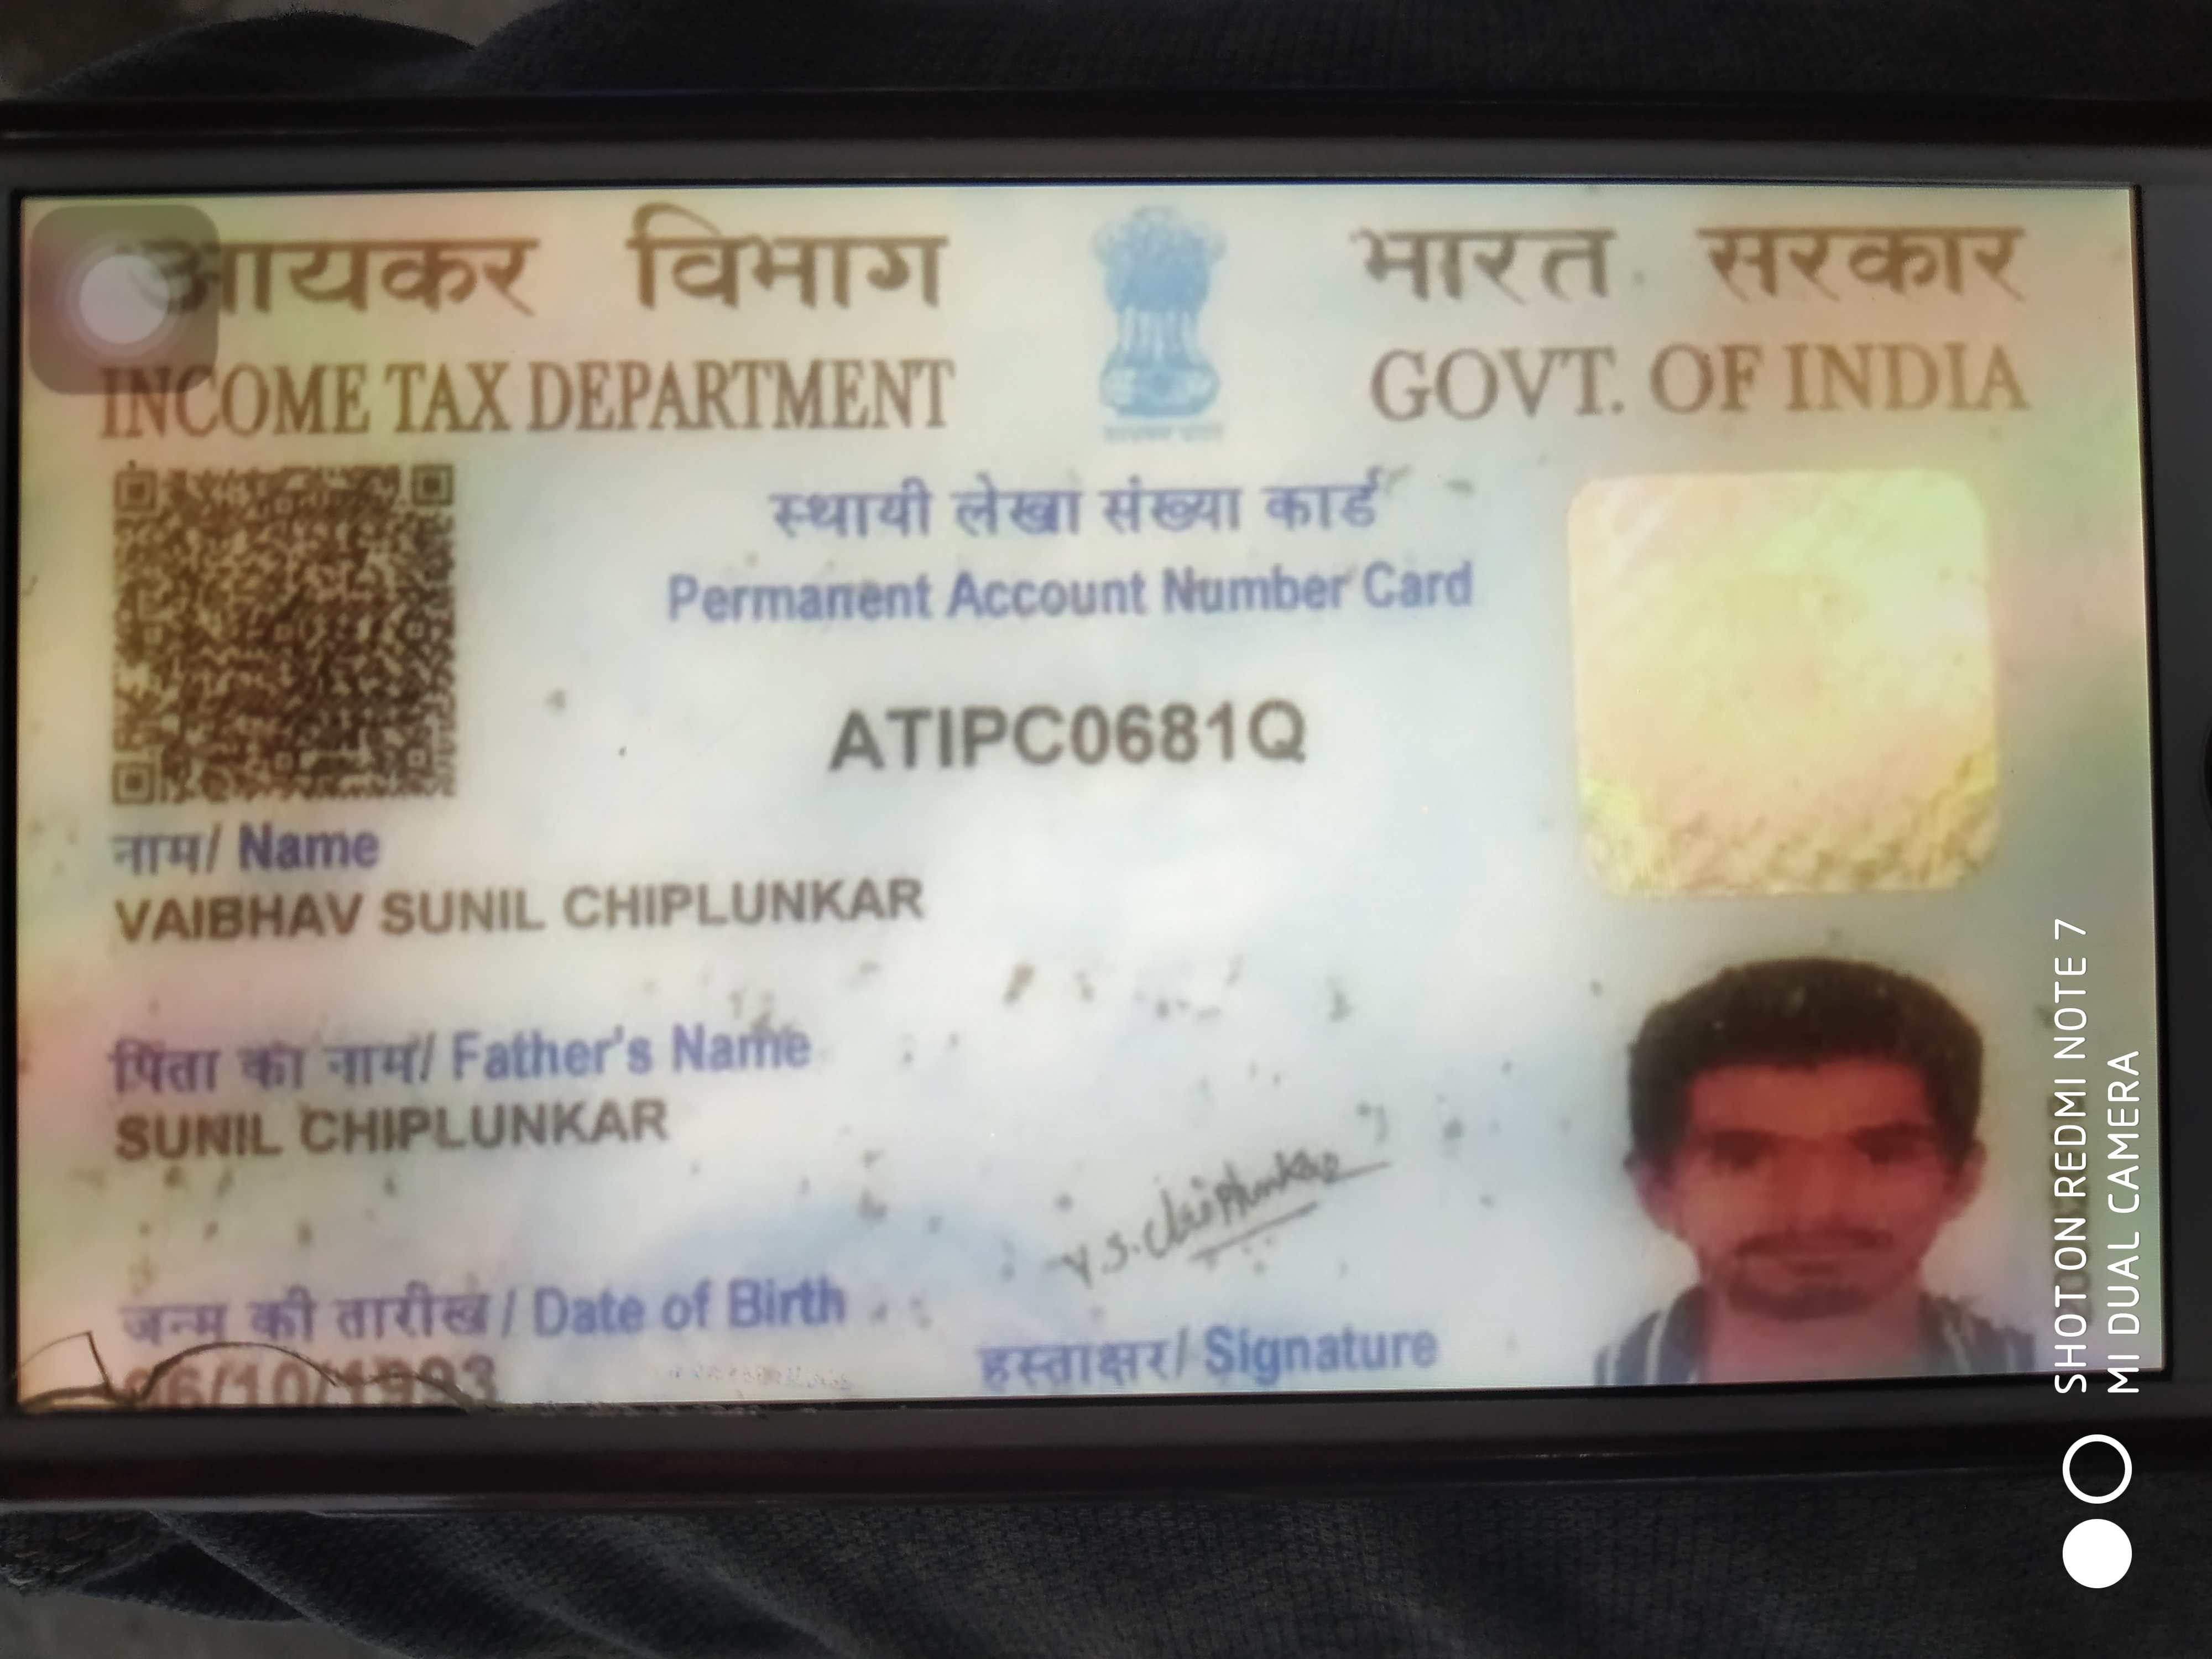 आयकर विभाग
INCOME TAX DEPARTMENT
भारत सरकार
GOVT. OF INDIA
स्थायी लेखा संख्या कार्ड
Permanent Account Number Card
ATIPC0681Q
नाम/ Name
VAIBHAV SUNIL CHIPLUNKAR
पिता का नाम/ Father's Name
SUNIL CHIPLUNKAR
जन्म की तारीख / Date of Birth
06/10/1993
V.S. Chiplunkar
हस्ताक्षर/ Signature
SHOT ON REDMI NOTE 7
MI DUAL CAMERA